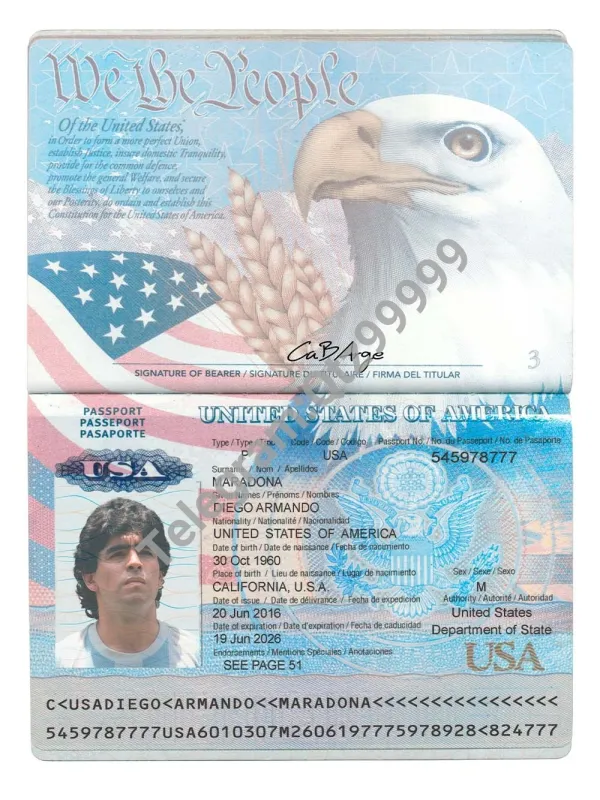 We the People
Of the United States,
in Order to form a more perfect Union,
establish Justice, insure domestic Tranquility,
provide for the common defence,
promote the general Welfare, and secure
the Blessings of Liberty to ourselves and
our Posterity, do ordain and establish this
Constitution for the United States of America.
CaBAge
3
SIGNATURE OF BEARER / SIGNATURE DU TITULAIRE / FIRMA DEL TITULAR
PASSPORT
PASSEPORT
PASAPORTE
USA
UNITED STATES OF AMERICA
Type / Type / Tipo Code / Code / Codigo Passport No. / No. du Passeport / No. de Pasaporte
P USA 545978777
Surname / Nom / Apellidos
MARADONA
Given Names / Prénoms / Nombres
DIEGO ARMANDO
Nationality / Nationalité / Nacionalidad
UNITED STATES OF AMERICA
Date of birth / Date de naissance / Fecha de nacimiento
30 Oct 1960
Place of birth / Lieu de naissance / Lugar de nacimiento Sex / Sexe / Sexo
CALIFORNIA, U.S.A. M
Date of issue / Date de délivrance / Fecha de expedición Authority / Autorité / Autoridad
20 Jun 2016 United States
Date of expiration / Date d'expiration / Fecha de caducidad Department of State
19 Jun 2026
Endorsements / Mentions Spéciales / Anotaciones
SEE PAGE 51
USA
C<USADIEGO<ARMANDO<<MARADONA<<<<<<<<<<<<<<<<
5459787777USA6010307M26061977759789​28<824777